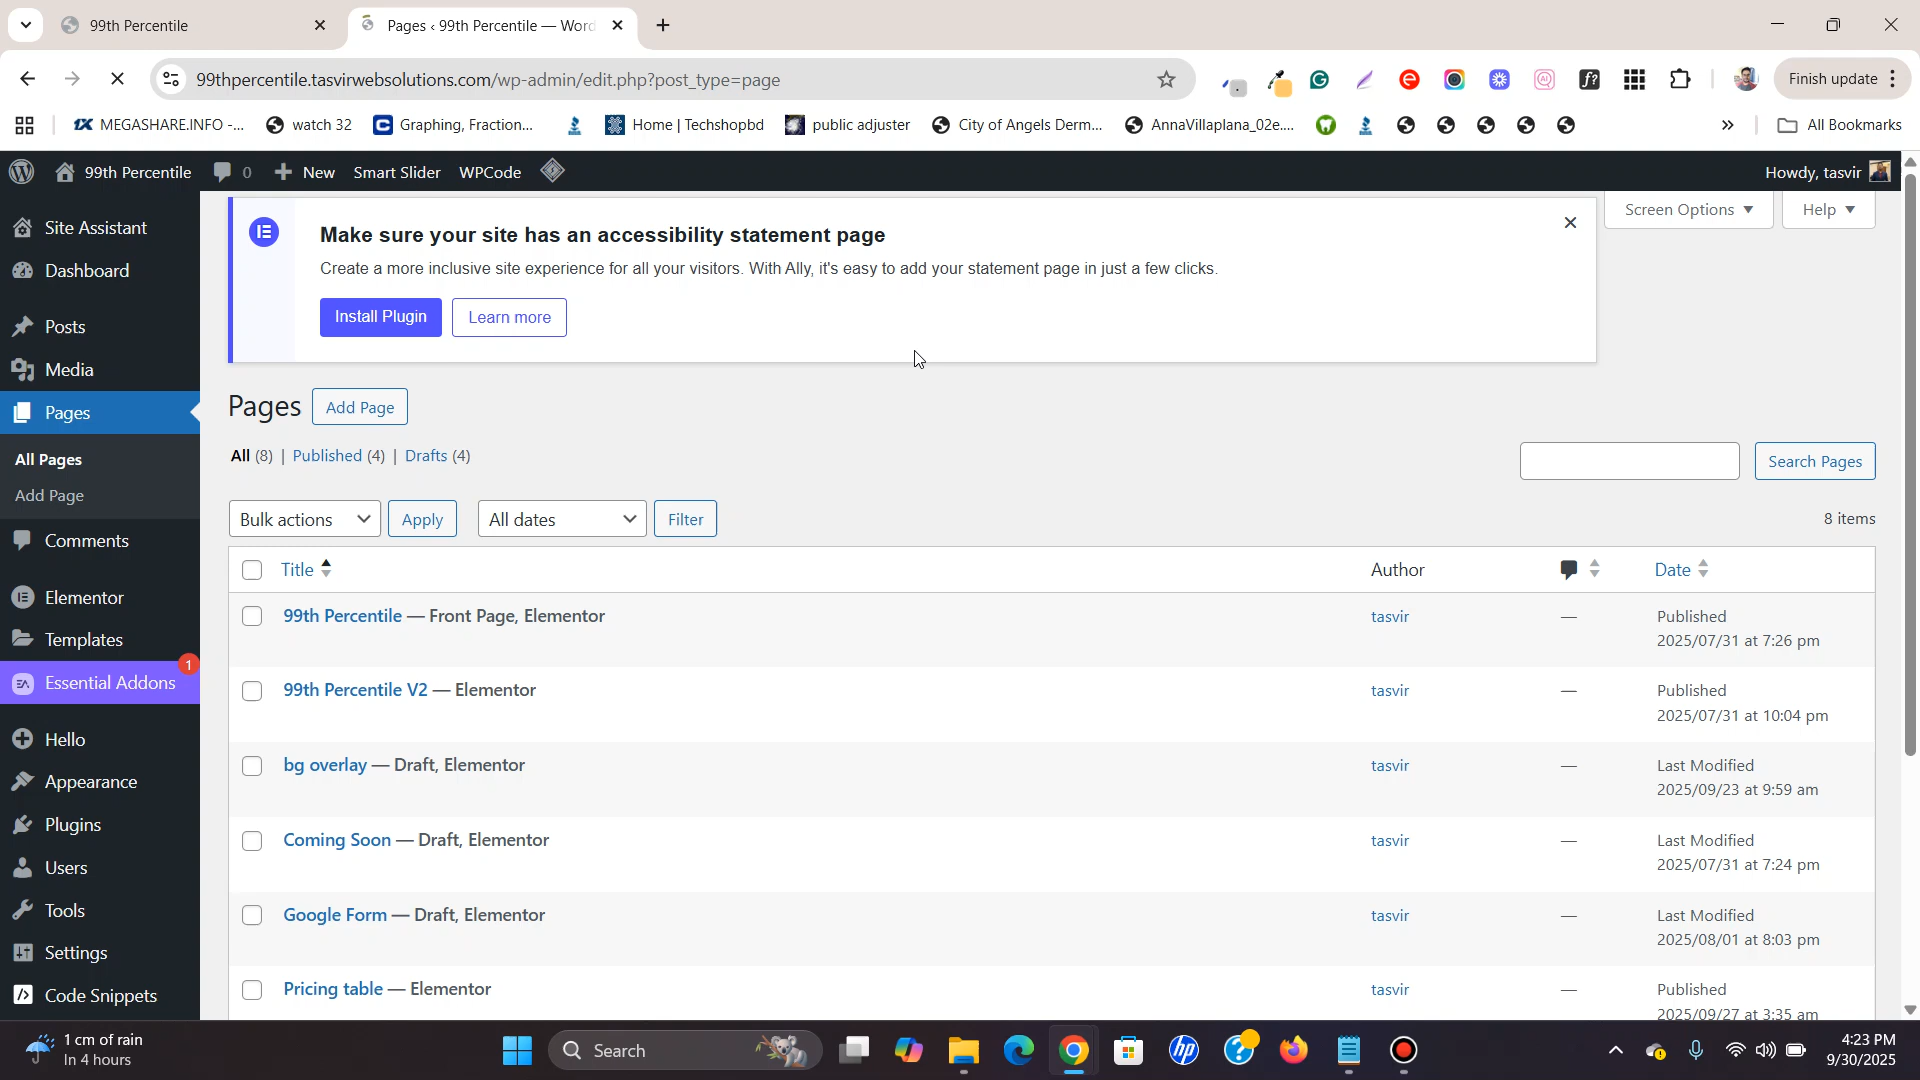 99th Percentile
Pages ‹ 99th Percentile — Word
99thpercentile.tasvirwebsolutions.com/wp-admin/edit.php?post_type=page
Finish update
MEGASHARE.INFO -...
watch 32
Graphing, Fraction...
Home | Techshopbd
public adjuster
City of Angels Derm...
AnnaVillaplana_02e....
All Bookmarks
99th Percentile
0
New
Smart Slider
WPCode
Howdy, tasvir
Site Assistant
Dashboard
Posts
Media
Pages
All Pages
Add Page
Comments
Elementor
Templates
Essential Addons
1
Hello
Appearance
Plugins
Users
Tools
Settings
Code Snippets
Screen Options
Help
Make sure your site has an accessibility statement page
Create a more inclusive site experience for all your visitors. With Ally, it's easy to add your statement page in just a few clicks.
Install Plugin
Learn more
Pages
Add Page
All (8) | Published (4) | Drafts (4)
Search Pages
Bulk actions
Apply
All dates
Filter
8 items
Title
Author
Date
99th Percentile — Front Page, Elementor
tasvir
—
Published
2025/07/31 at 7:26 pm
99th Percentile V2 — Elementor
tasvir
—
Published
2025/07/31 at 10:04 pm
bg overlay — Draft, Elementor
tasvir
—
Last Modified
2025/09/23 at 9:59 am
Coming Soon — Draft, Elementor
tasvir
—
Last Modified
2025/07/31 at 7:24 pm
Google Form — Draft, Elementor
tasvir
—
Last Modified
2025/08/01 at 8:03 pm
Pricing table — Elementor
tasvir
—
Published
2025/09/27 at 3:35 am
1 cm of rain
In 4 hours
Search
4:23 PM
9/30/2025